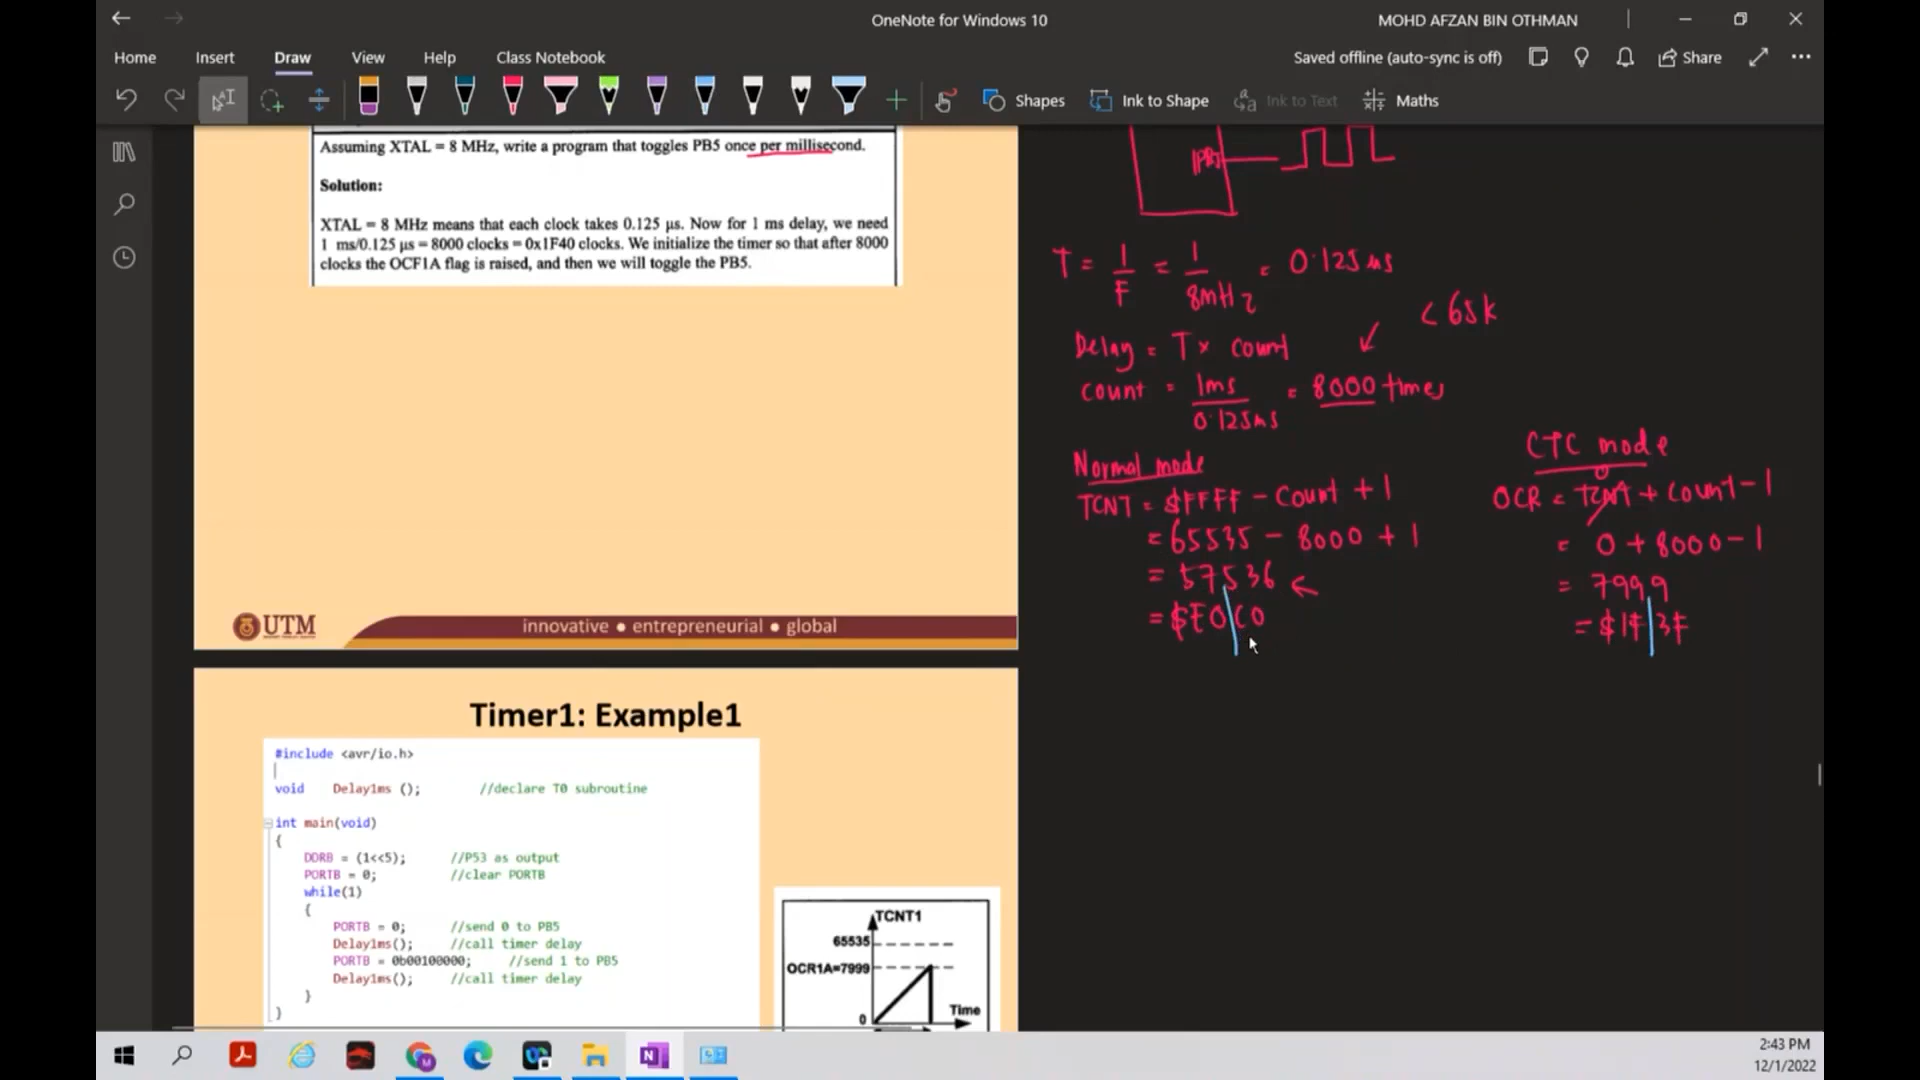 OneNote for Windows 10
MOHD AFZAN BIN OTHMAN
Home Insert Draw View Help Class Notebook
Saved offline (auto-sync is off) Share
Shapes Ink to Shape Ink to Text Maths
Assuming XTAL = 8 MHz, write a program that toggles PB5 once per millisecond.
Solution:
XTAL = 8 MHz means that each clock takes 0.125 μs. Now for 1 ms delay, we need
1 ms/0.125 μs = 8000 clocks = 0x1F40 clocks. We initialize the timer so that after 8000
clocks the OCF1A flag is raised, and then we will toggle the PB5.
UTM
innovative ● entrepreneurial ● global
Timer1: Example1
#include <avr/io.h>
void Delay1ms (); //declare T0 subroutine
int main(void)
{
DDRB = (1<<5); //P53 as output
PORTB = 0; //clear PORTB
while(1)
{
PORTB = 0; //send 0 to PB5
Delay1ms(); //call timer delay
PORTB = 0b00100000; //send 1 to PB5
Delay1ms(); //call timer delay
}
}
TCNT1
65535
OCR1A=7999
0
Time
T = 1/F = 1/8MHz = 0.125 μs
< 65k
Delay = T × count
count = 1ms/0.125μs = 8000 times
Normal mode
TCNT = $FFFF - Count + 1
= 65535 - 8000 + 1
= 57536 ←
= $E0C0
CTC mode
0
OCR = TCNT + Count - 1
= 0 + 8000 - 1
= 7999
= $1F3F
2:43 PM
12/1/2022